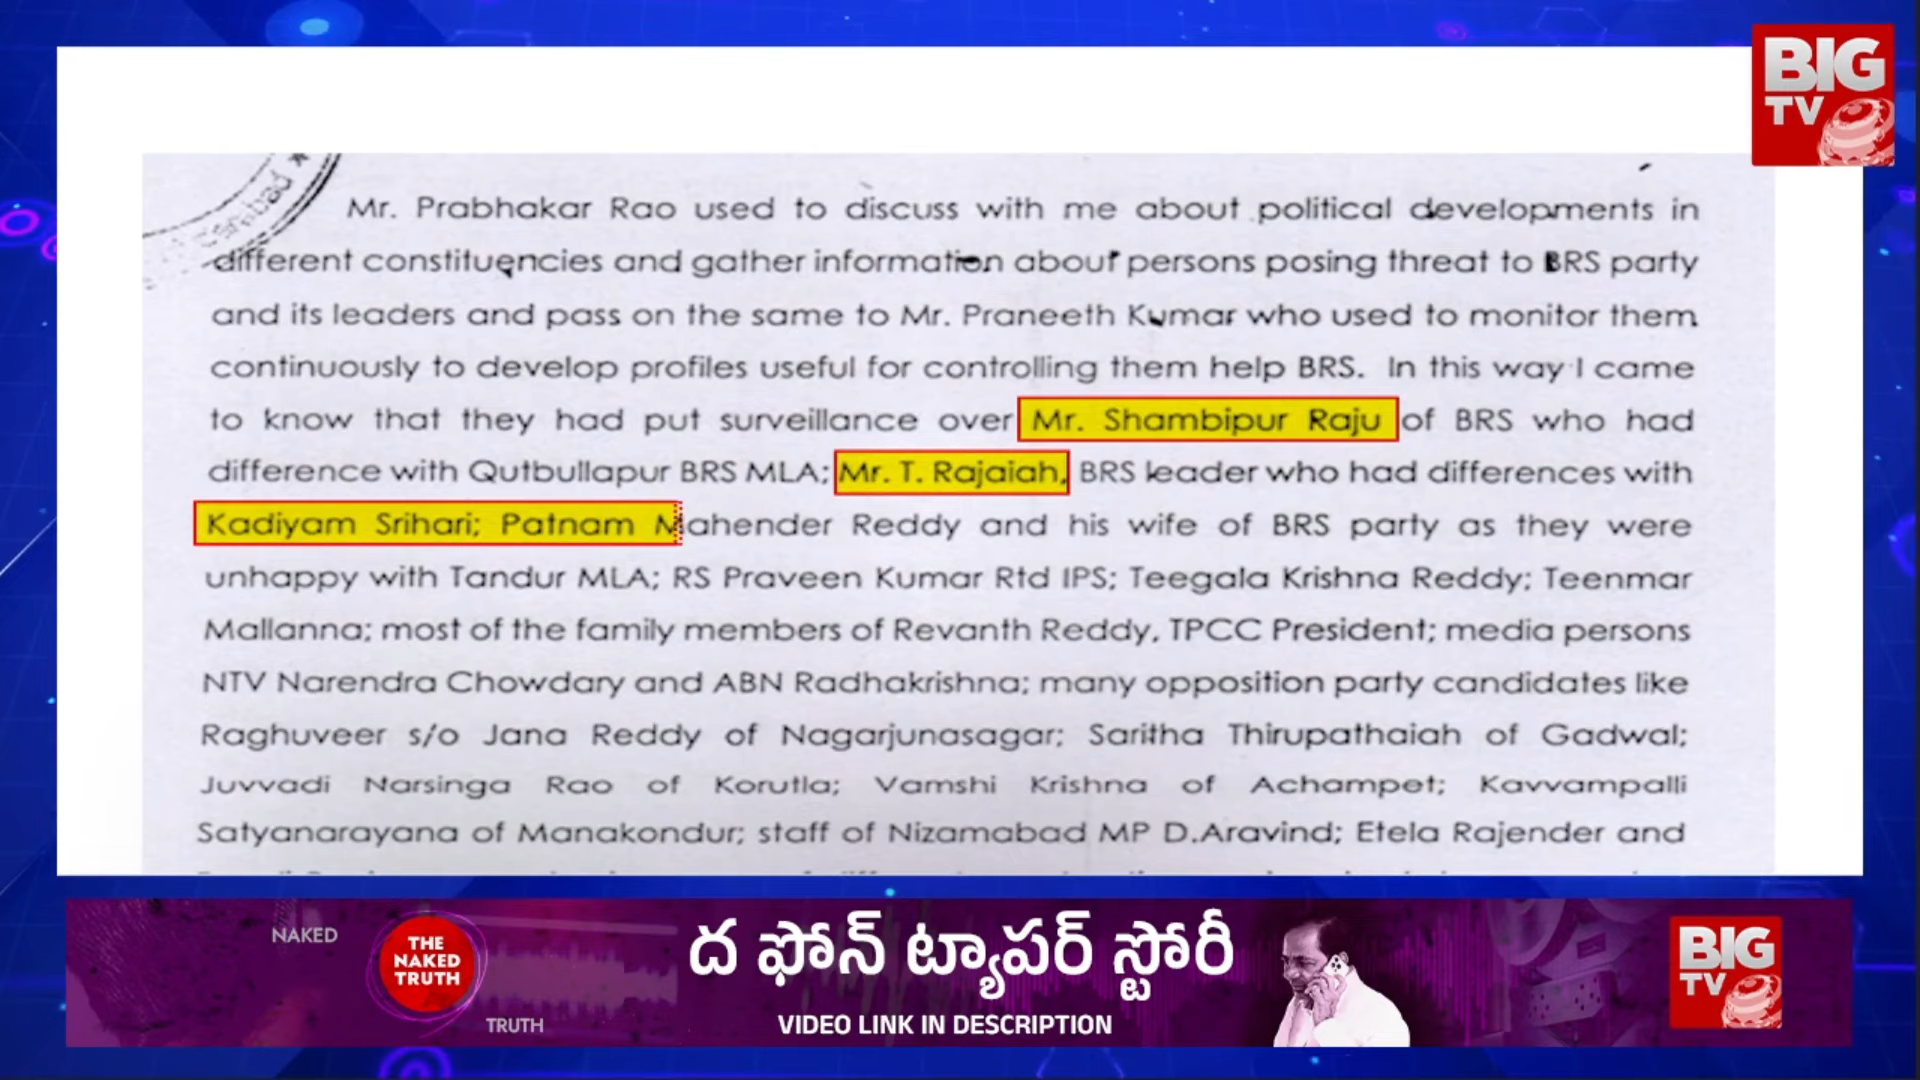 BIG
TV
Mr. Prabhakar Rao used to discuss with me about political developments in
different constituencies and gather information about persons posing threat to BRS party
and its leaders and pass on the same to Mr. Praneeth Kumar who used to monitor them
continuously to develop profiles useful for controlling them help BRS. In this way I came
to know that they had put surveillance over Mr. Shambipur Raju of BRS who had
difference with Qutbullapur BRS MLA; Mr. T. Rajaiah, BRS leader who had differences with
Kadiyam Srihari; Patnam Mahender Reddy and his wife of BRS party as they were
unhappy with Tandur MLA; RS Praveen Kumar Rtd IPS; Teegala Krishna Reddy; Teenmar
Mallanna; most of the family members of Revanth Reddy, TPCC President; media persons
NTV Narendra Chowdary and ABN Radhakrishna; many opposition party candidates like
Raghuveer s/o Jana Reddy of Nagarjunasagar; Saritha Thirupathaiah of Gadwal;
Juvvadi Narsinga Rao of Korutla; Vamshi Krishna of Achampet; Kavvampalli
Satyanarayana of Manakondur; staff of Nizamabad MP D.Aravind; Etela Rajender and
NAKED
THE
NAKED
TRUTH
TRUTH
ద ఫోన్ ట్యాపర్ స్టోరీ
VIDEO LINK IN DESCRIPTION
BIG
TV